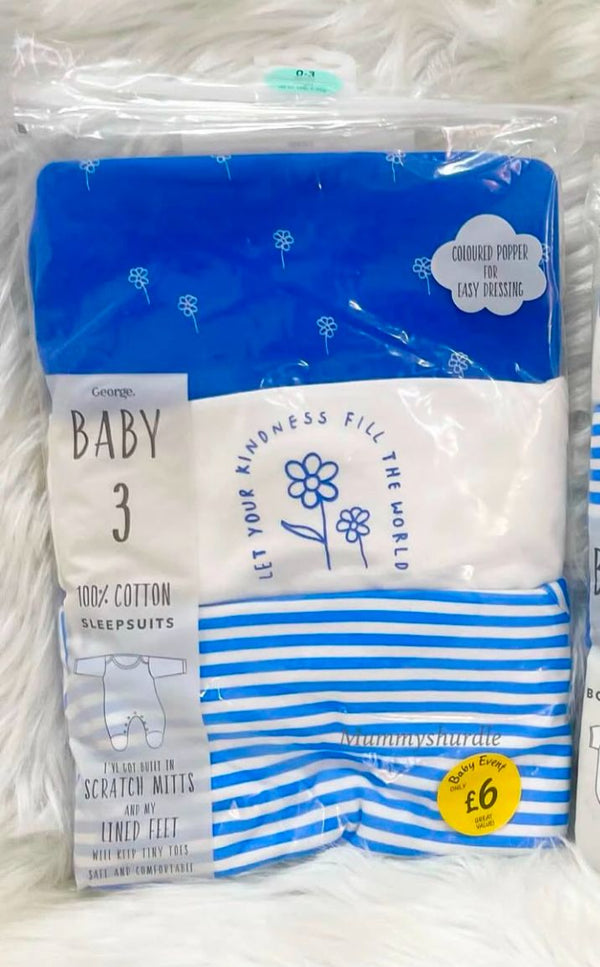 0-3
COLOURED POPPER
FOR
EASY DRESSING
George.
BABY
3
100% COTTON
SLEEPSUITS
LET YOUR KINDNESS FILL THE WORLD
I'VE GOT BUILT IN
SCRATCH MITTS
AND MY
LINED FEET
WILL KEEP TINY TOES
SAFE AND COMFORTABLE
Mummyshurdle
Baby Event
ONLY
£6
GREAT
VALUE!